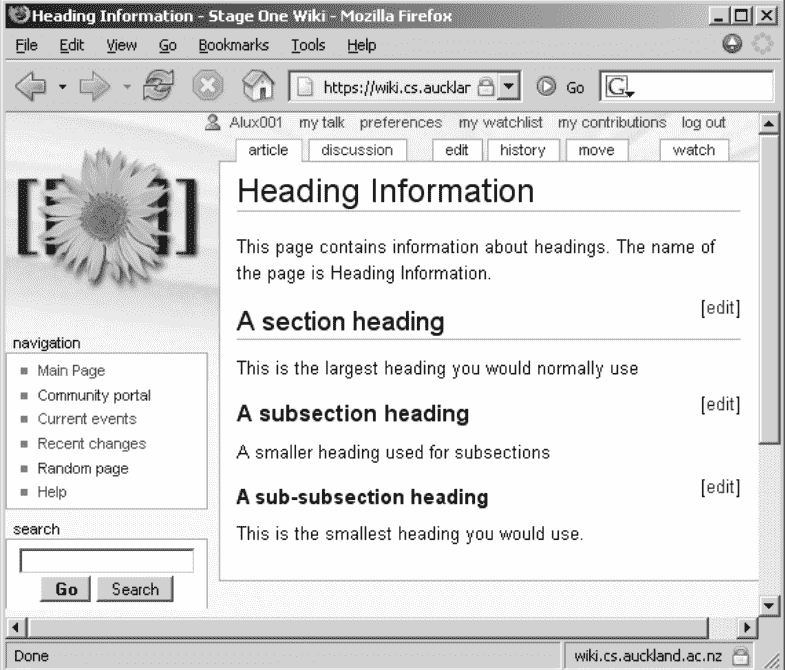 Heading Information - Stage One Wiki - Mozilla Firefox
File Edit View Go Bookmarks Tools Help
https://wiki.cs.aucklar Go G
Alux001 my talk preferences my watchlist my contributions log out
article discussion edit history move watch
Heading Information
This page contains information about headings. The name of
the page is Heading Information.
[edit]
A section heading
This is the largest heading you would normally use
[edit]
A subsection heading
A smaller heading used for subsections
[edit]
A sub-subsection heading
This is the smallest heading you would use.
navigation
Main Page
Community portal
Current events
Recent changes
Random page
Help
search
Go Search
Done wiki.cs.auckland.ac.nz